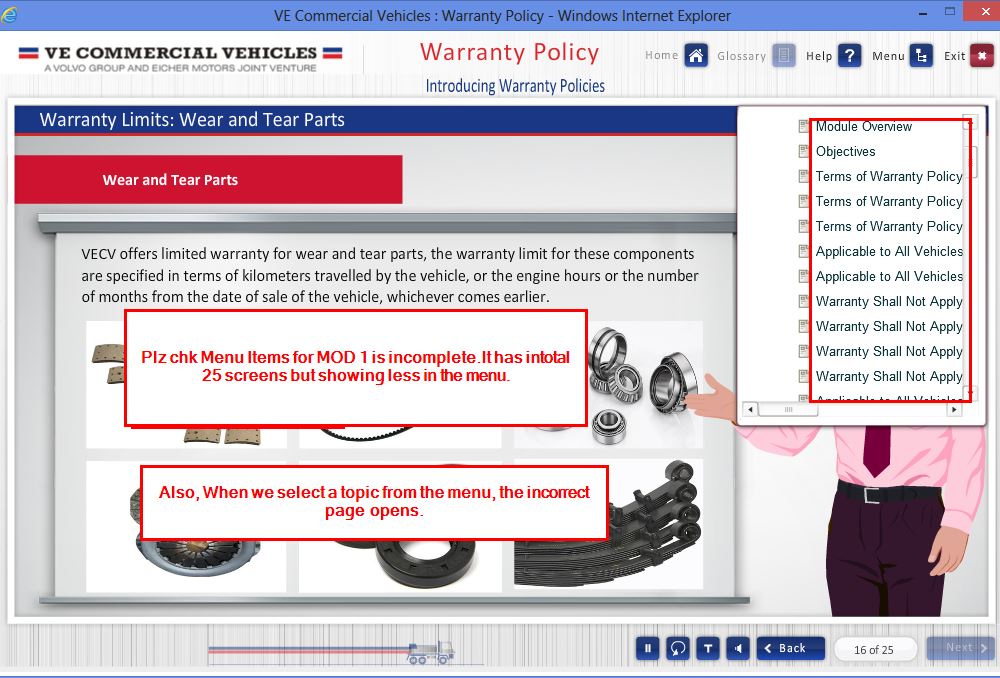 VE Commercial Vehicles : Warranty Policy - Windows Internet Explorer
VE COMMERCIAL VEHICLES
A VOLVO GROUP AND EICHER MOTORS JOINT VENTURE
Warranty Policy
Introducing Warranty Policies
Home
Glossary
Help
?
Menu
Exit
Warranty Limits: Wear and Tear Parts
Wear and Tear Parts
VECV offers limited warranty for wear and tear parts, the warranty limit for these components
are specified in terms of kilometers travelled by the vehicle, or the engine hours or the number
of months from the date of sale of the vehicle, whichever comes earlier.
Plz chk Menu Items for MOD 1 is incomplete.It has intotal
25 screens but showing less in the menu.
Also, When we select a topic from the menu, the incorrect
page opens.
Module Overview
Objectives
Terms of Warranty Policy
Terms of Warranty Policy
Terms of Warranty Policy
Applicable to All Vehicles
Applicable to All Vehicles
Warranty Shall Not Apply
Warranty Shall Not Apply
Warranty Shall Not Apply
Warranty Shall Not Apply
Applicable to All Vehicles
T
Back
16 of 25
Next